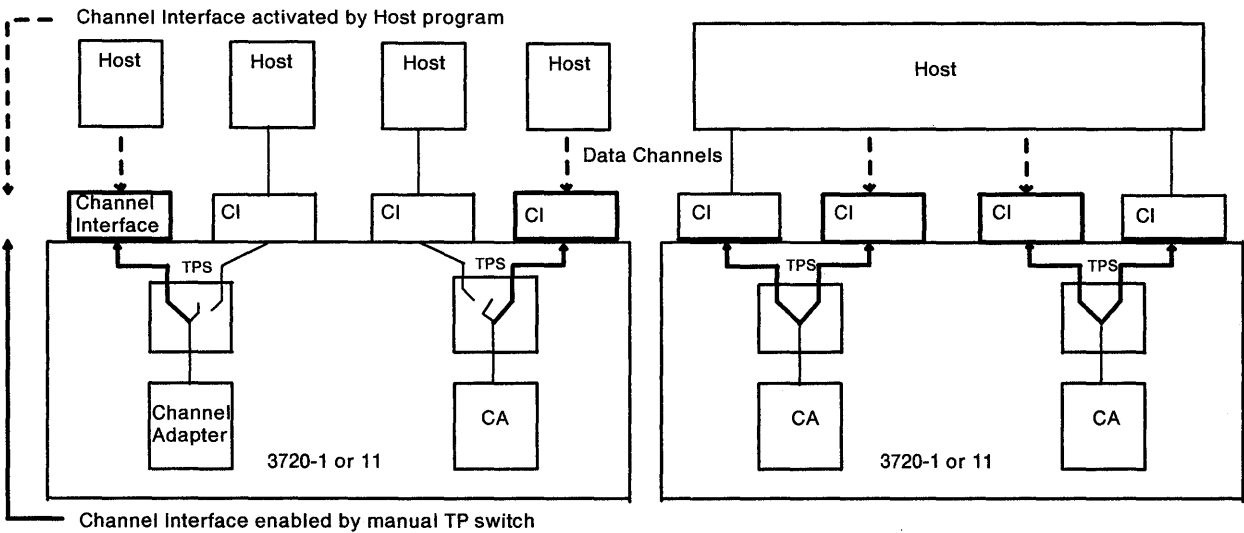 Channel Interface activated by Host program
Host
Host
Host
Host
Host
Data Channels
Channel
Interface
CI
CI
CI
CI
CI
CI
CI
TPS
TPS
TPS
TPS
Channel
Adapter
CA
CA
CA
3720-1 or 11
3720-1 or 11
Channel Interface enabled by manual TP switch